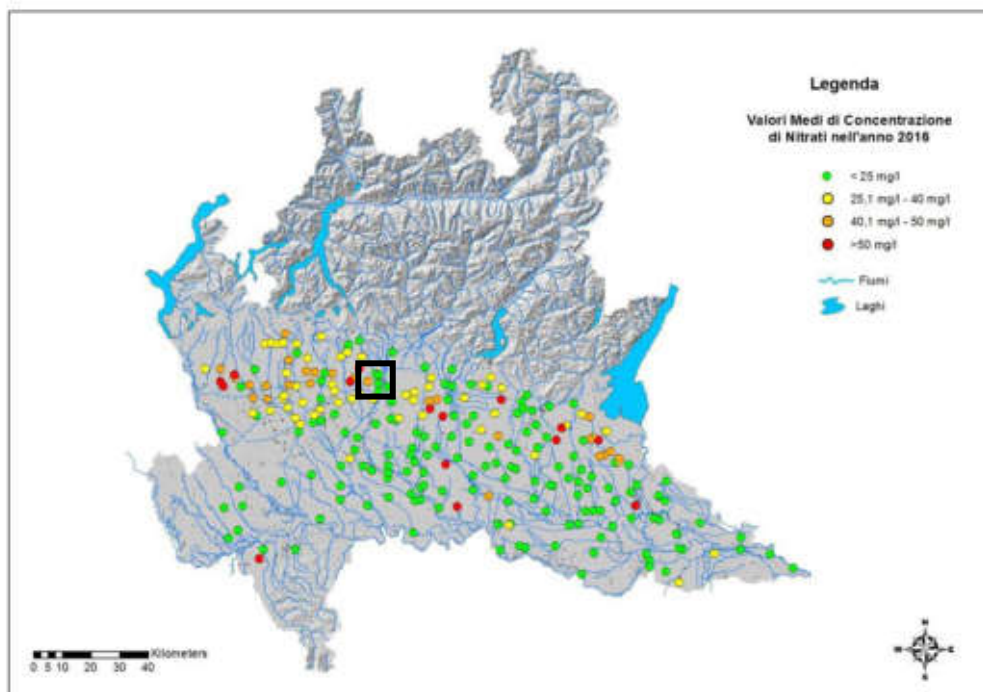 Legenda
Valori Medi di Concentrazione
di Nitrati nell'anno 2016
< 25 mg/l
25,1 mg/l - 40 mg/l
40,1 mg/l - 50 mg/l
>50 mg/l
Fiumi
Laghi
N
E
S
Kilometers
0 5 10 20 30 40